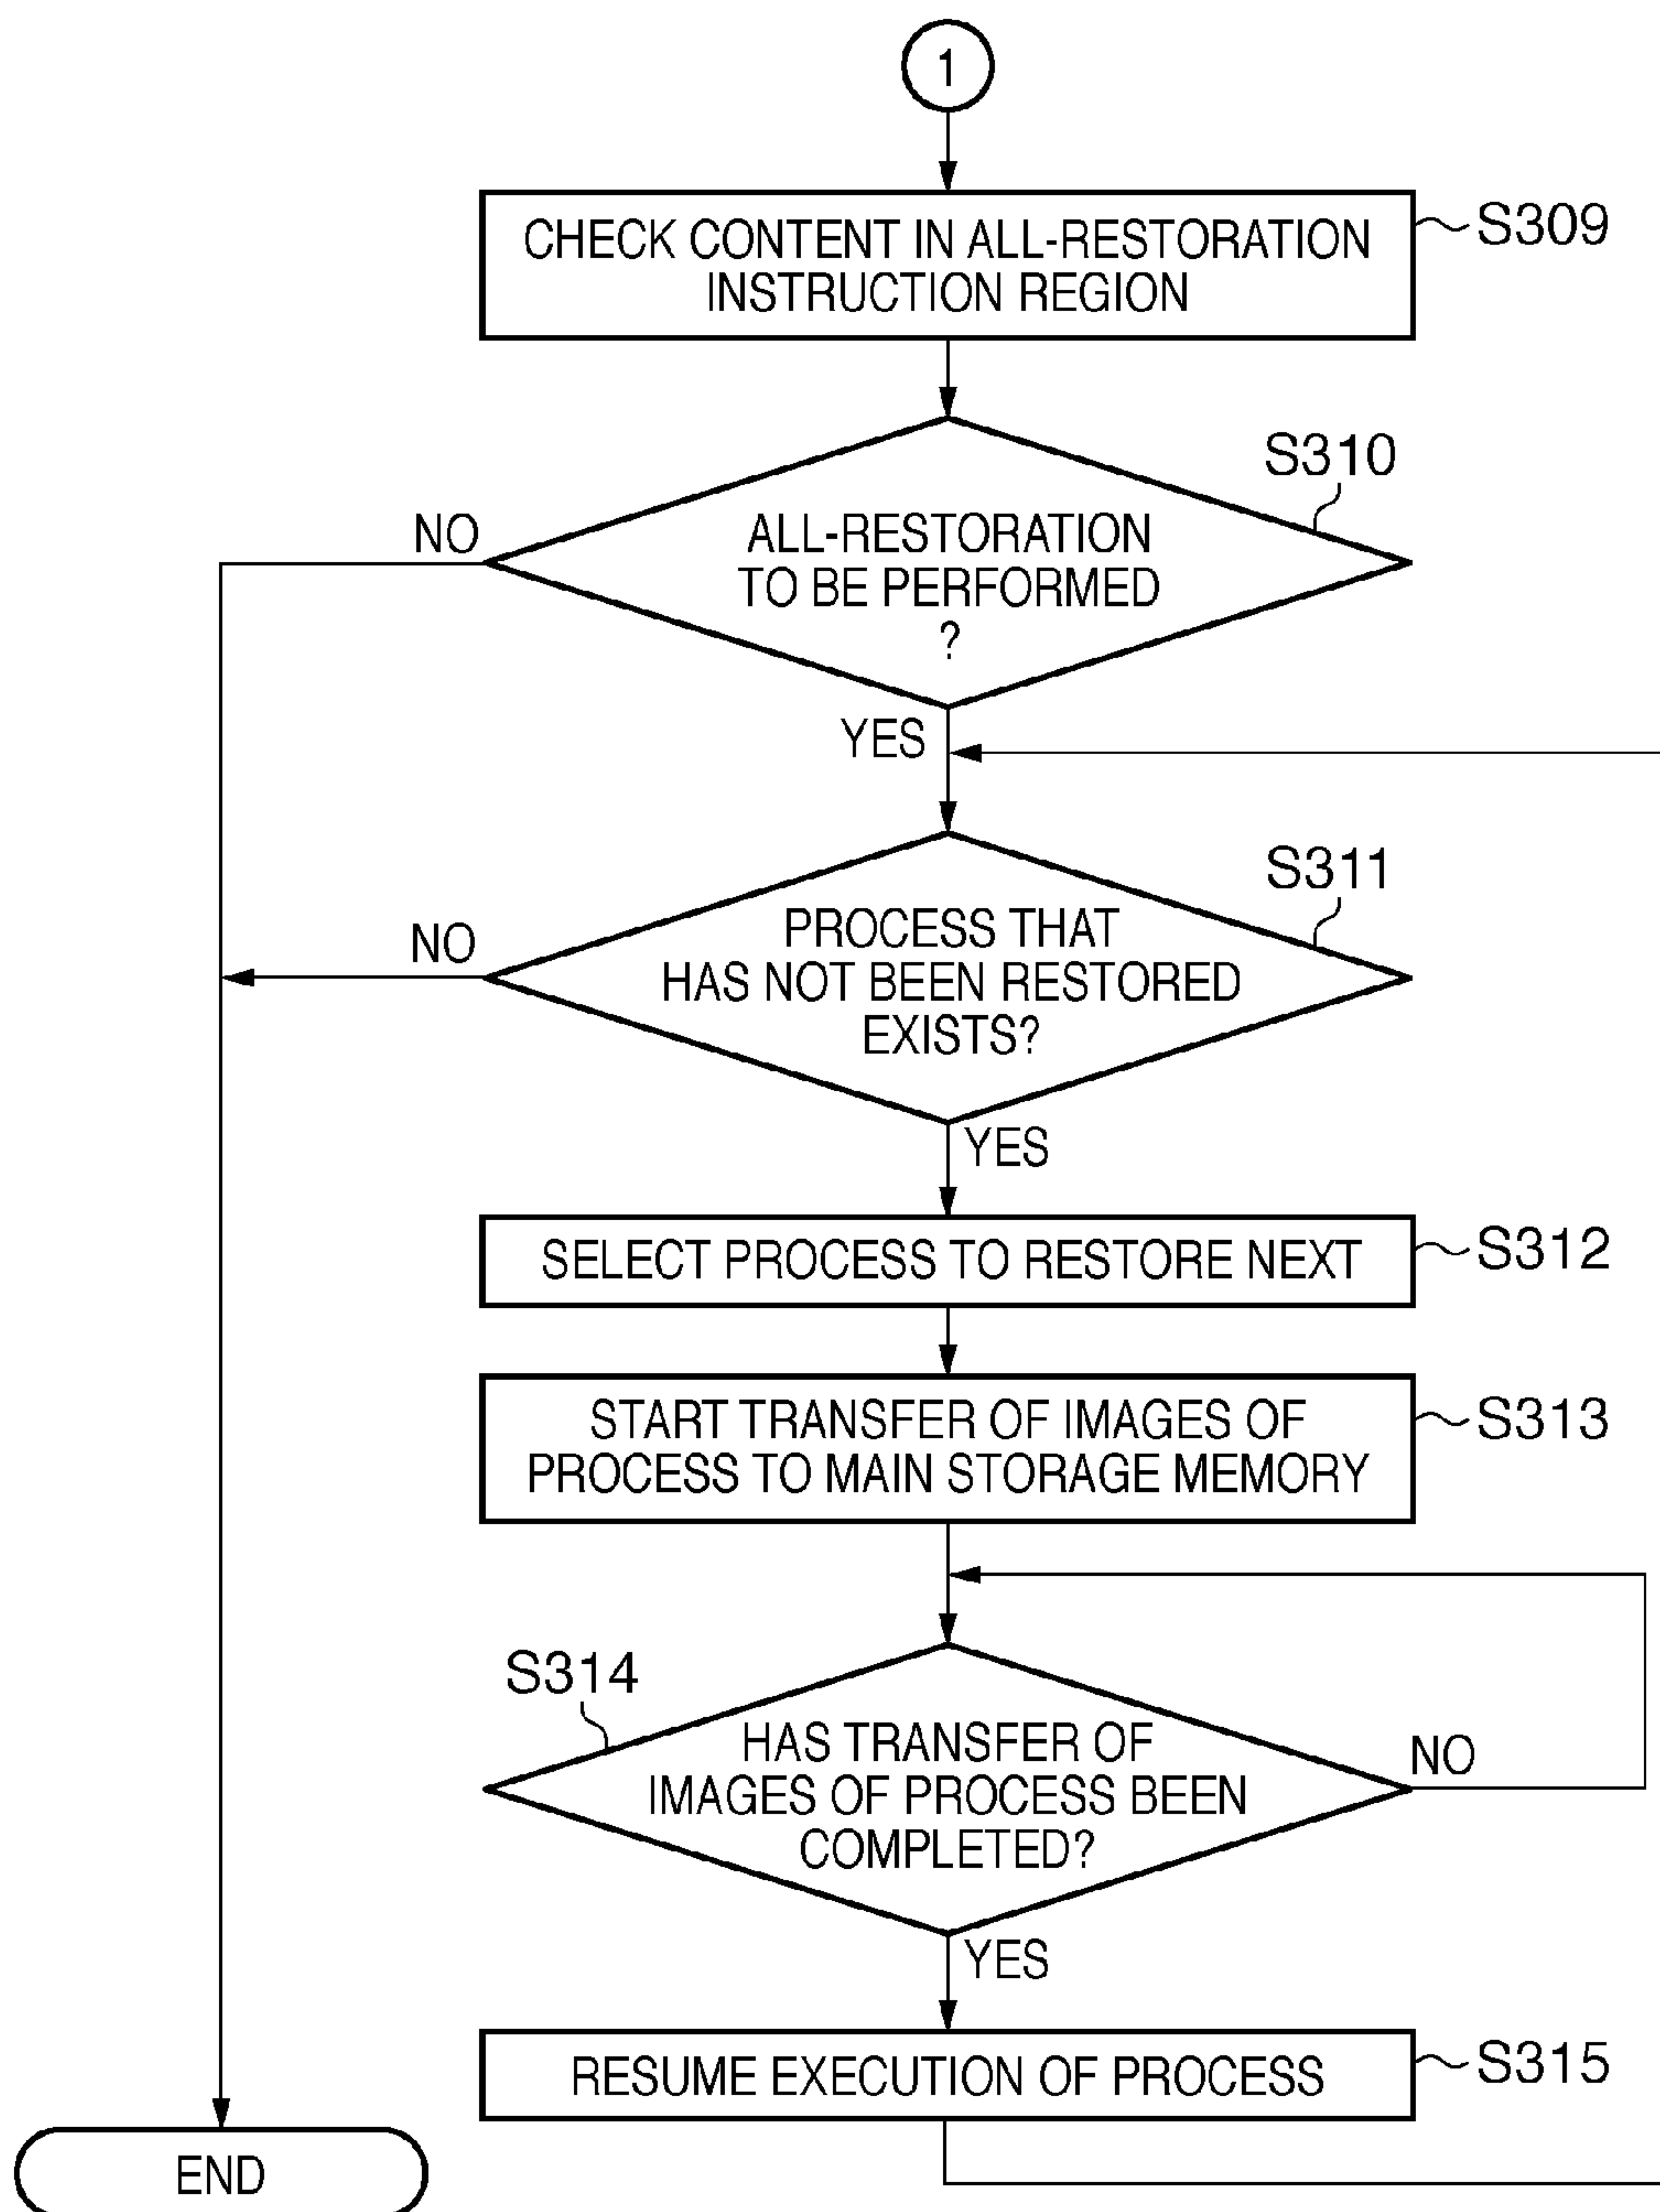 1
CHECK CONTENT IN ALL-RESTORATION
INSTRUCTION REGION
S309
S310
NO
ALL-RESTORATION
TO BE PERFORMED
?
YES
S311
NO
PROCESS THAT
HAS NOT BEEN RESTORED
EXISTS?
YES
SELECT PROCESS TO RESTORE NEXT
S312
START TRANSFER OF IMAGES OF
PROCESS TO MAIN STORAGE MEMORY
S313
S314
HAS TRANSFER OF
IMAGES OF PROCESS BEEN
COMPLETED?
NO
YES
RESUME EXECUTION OF PROCESS
S315
END